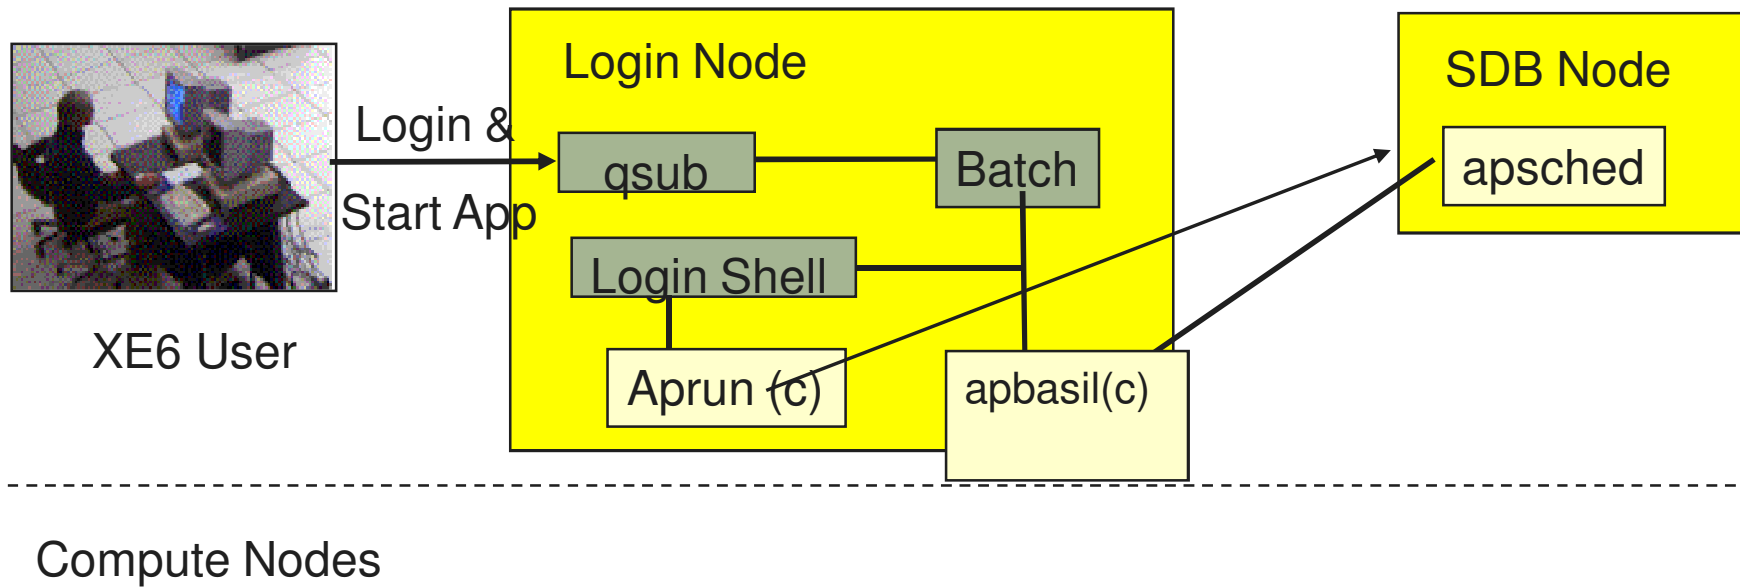 Login Node
SDB Node
Login &
Start App
qsub
Batch
apsched
Login Shell
XE6 User
Aprun (c)
apbasil(c)
Compute Nodes